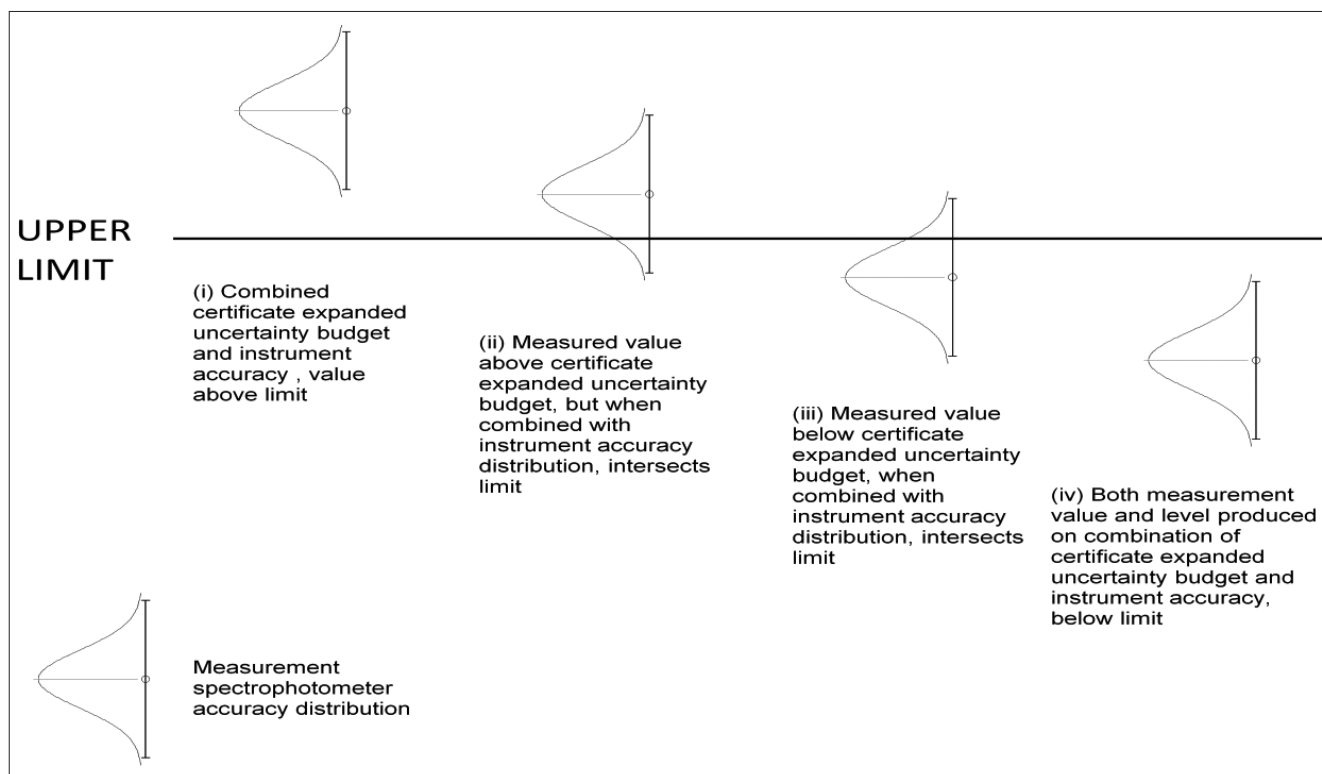 UPPER
LIMIT
(i) Combined
certificate expanded
uncertainty budget
and instrument
accuracy , value
above limit
(ii) Measured value
above certificate
expanded uncertainty
budget, but when
combined with
instrument accuracy
distribution, intersects
limit
(iii) Measured value
below certificate
expanded uncertainty
budget, when
combined with
instrument accuracy
distribution, intersects
limit
(iv) Both measurement
value and level produced
on combination of
certificate expanded
uncertainty budget and
instrument accuracy,
below limit
Measurement
spectrophotometer
accuracy distribution